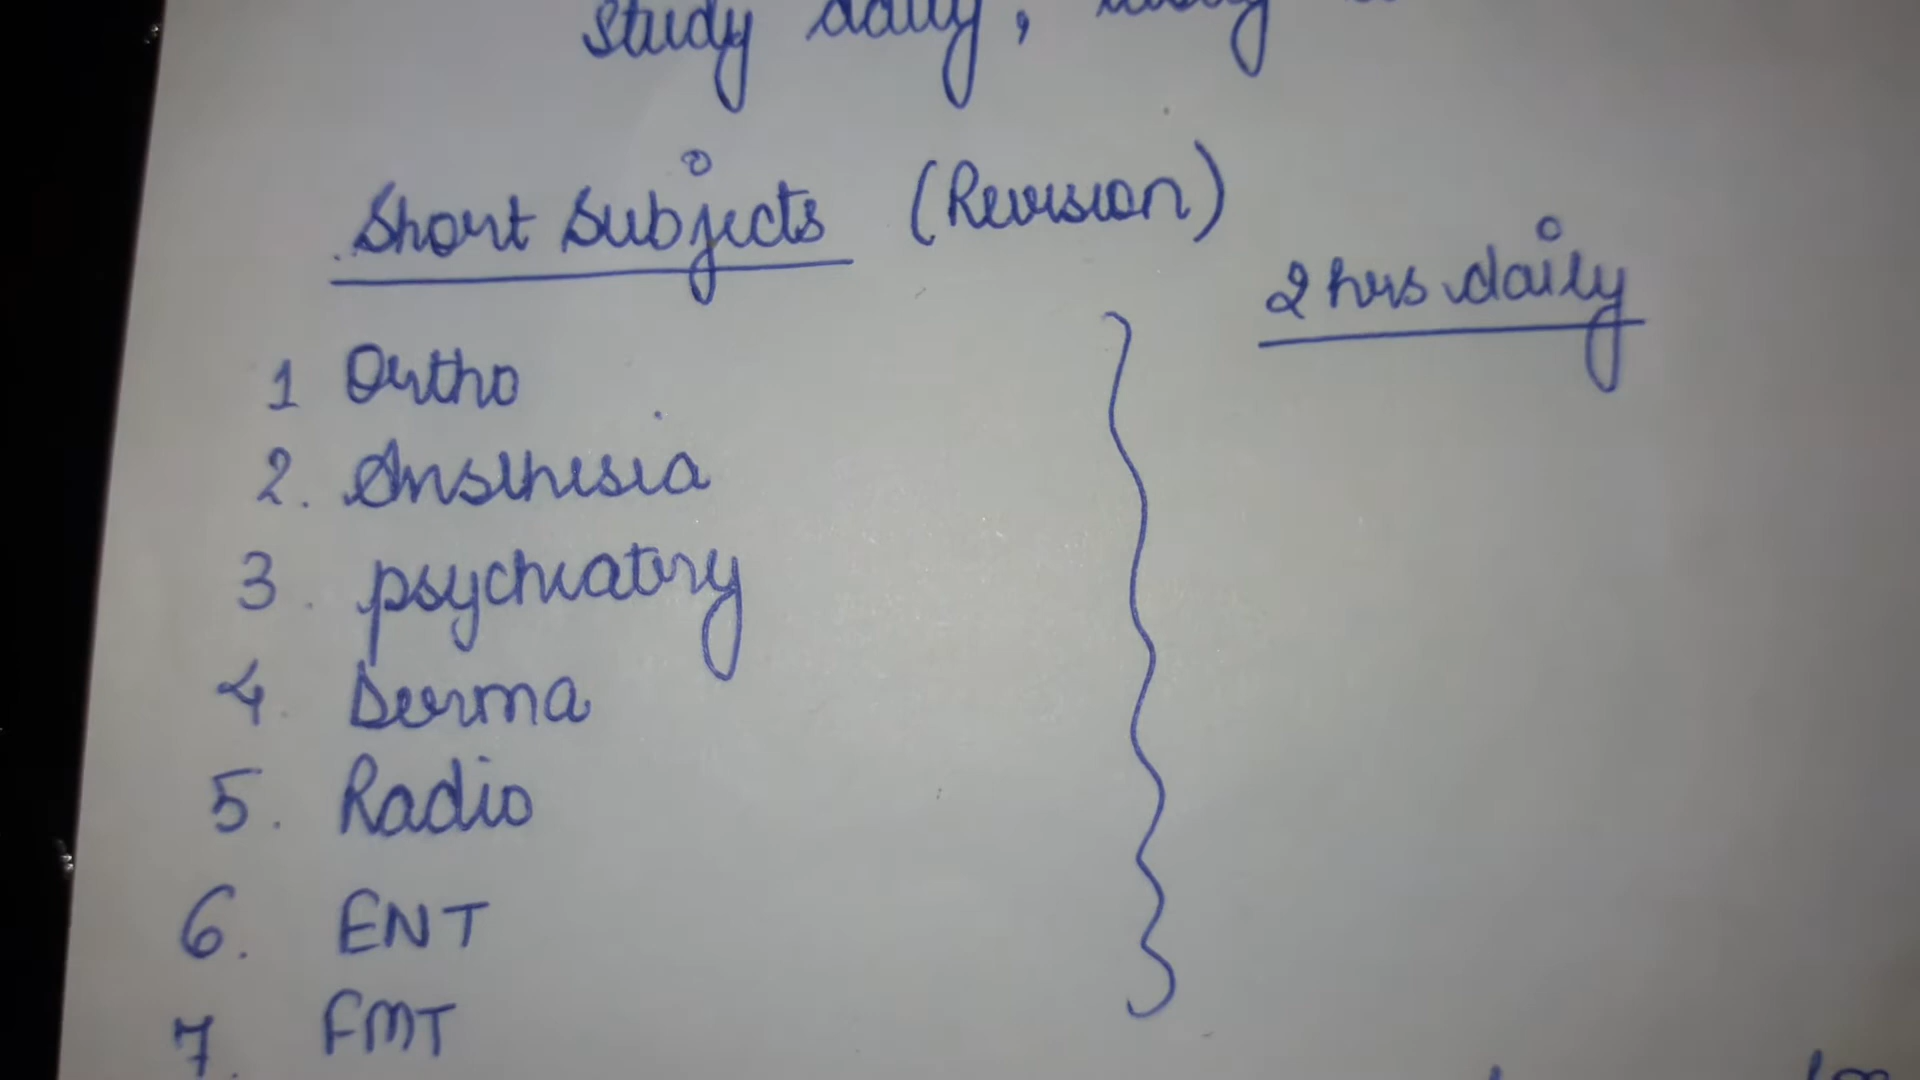 Study daily,
Short Subjects (Revision)
2 hrs daily
1 Ortho
2. Ansthesia
3. psychiatry
4. Derma
5. Radio
6. ENT
7. FMT